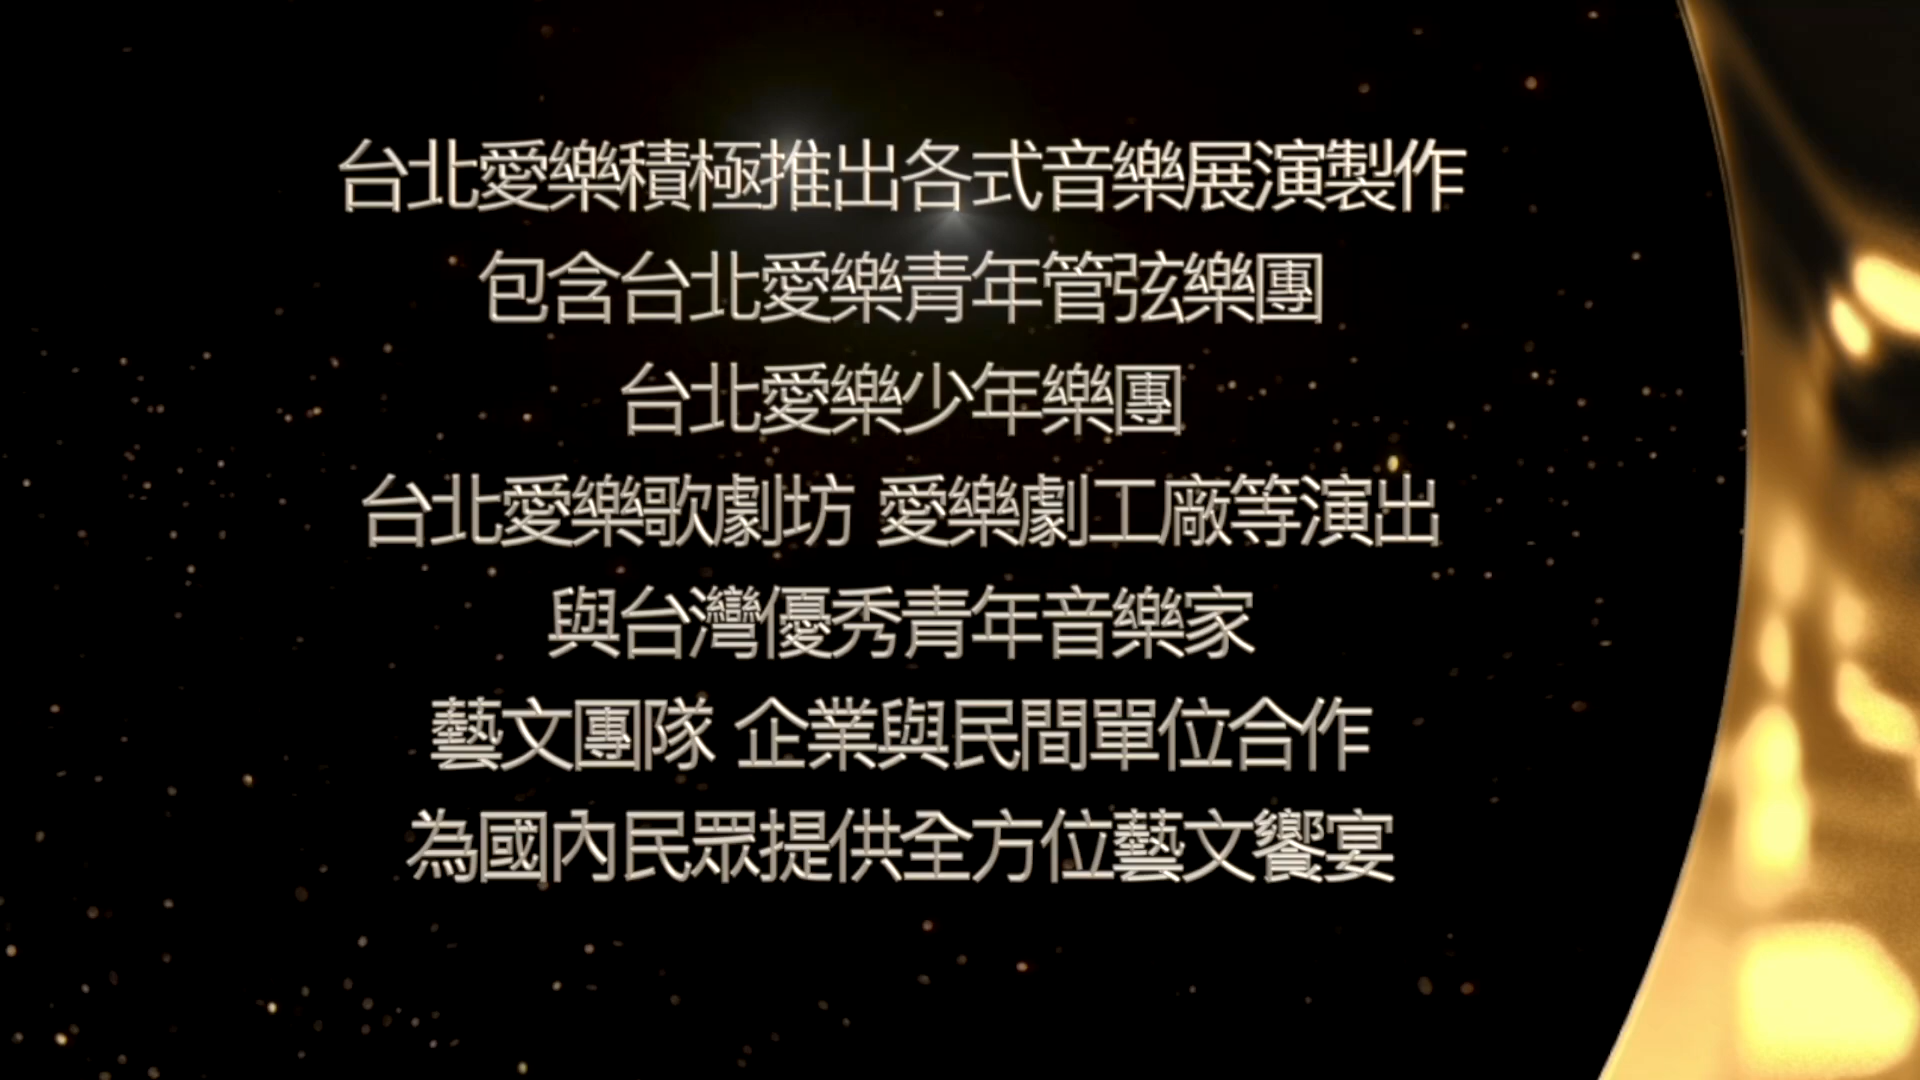 台北愛樂積極推出各式音樂展演製作
包含台北愛樂青年管弦樂團
台北愛樂少年樂團
台北愛樂歌劇坊 愛樂劇工廠等演出
與台灣優秀青年音樂家
藝文團隊 企業與民間單位合作
為國內民眾提供全方位藝文饗宴